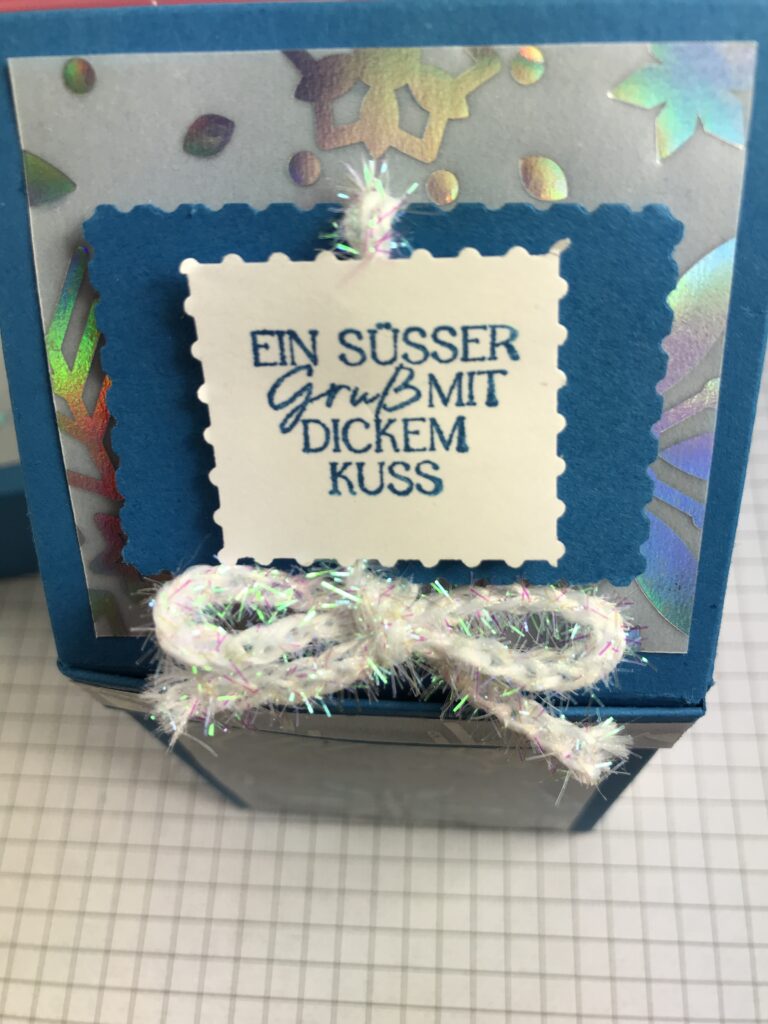 EIN SÜSSER
Gruß MIT
DICKEM
KUSS